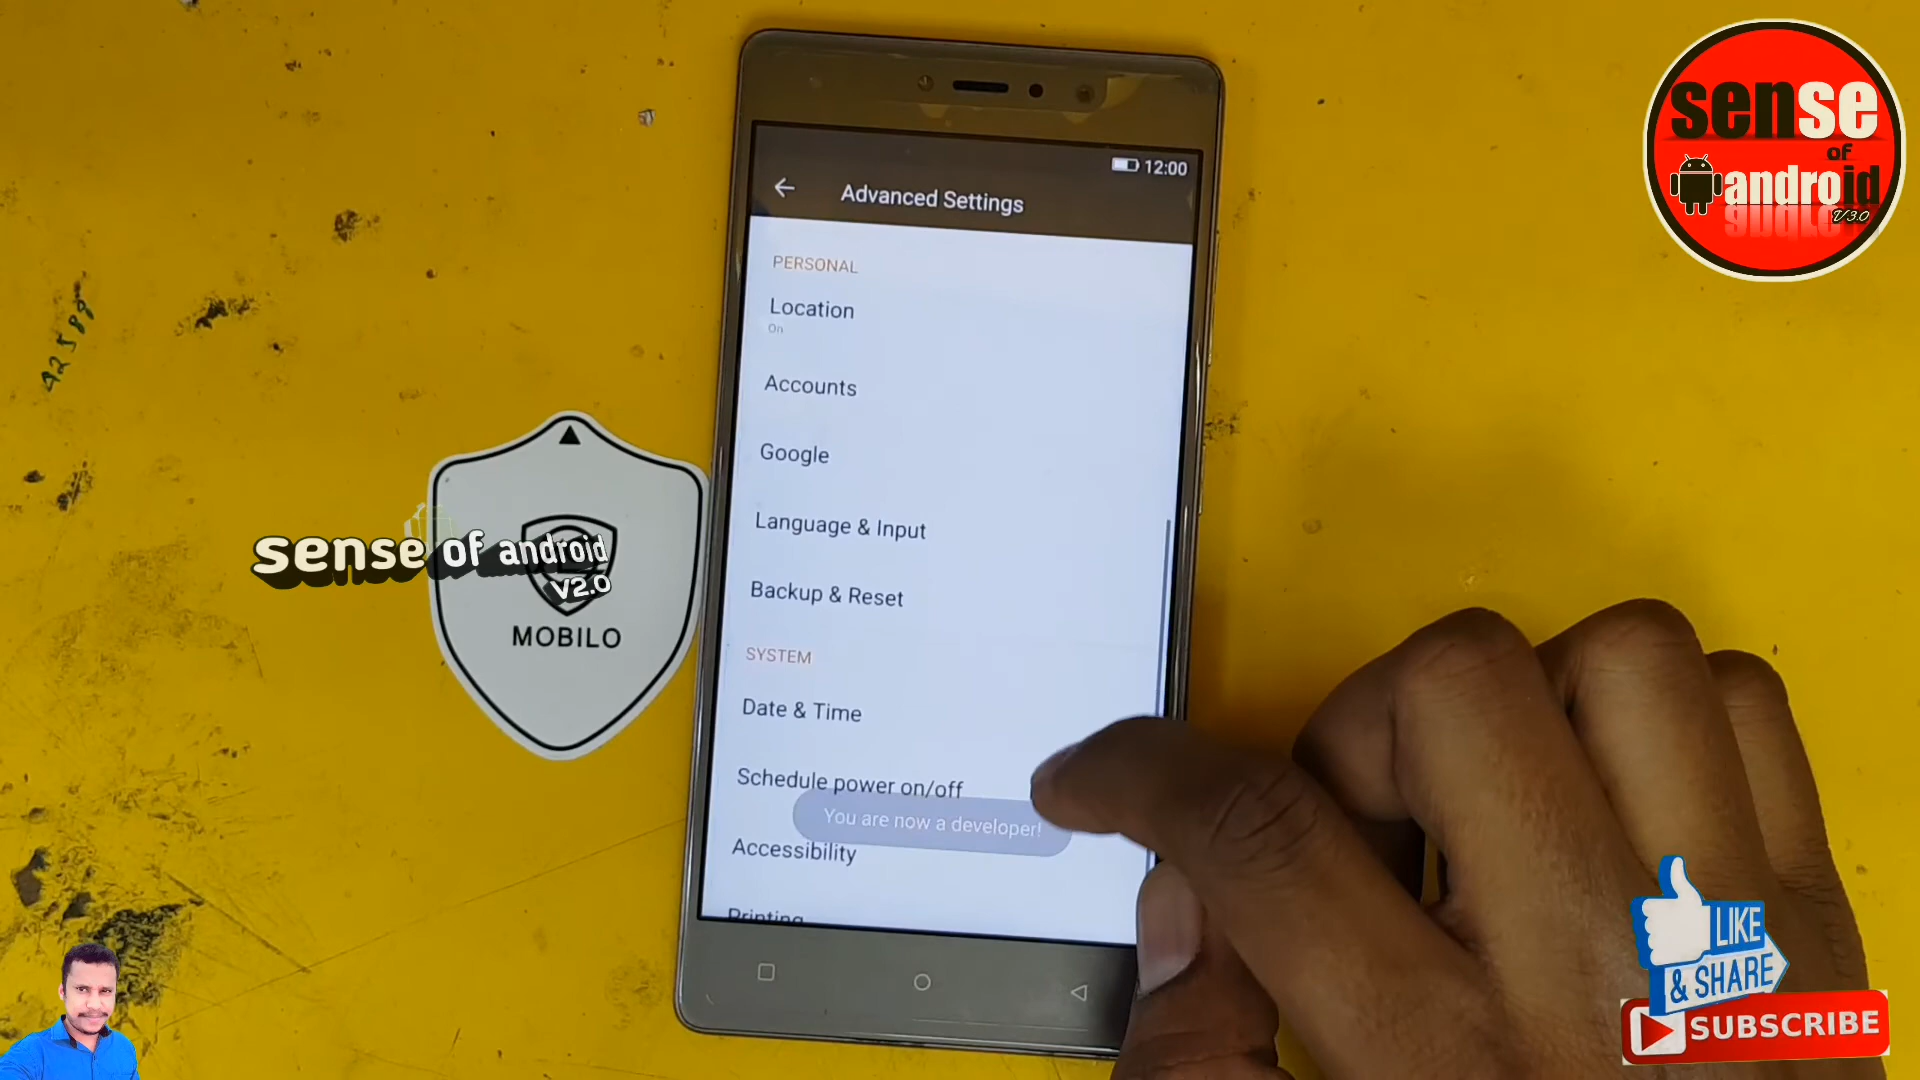 12:00
Advanced Settings
PERSONAL
Location
On
Accounts
Google
Language & Input
Backup & Reset
SYSTEM
Date & Time
Schedule power on/off
You are now a developer!
Accessibility
Printing
42588
MOBILO
sense of android
V2.0
sense
of
android
V3.0
LIKE
& SHARE
SUBSCRIBE